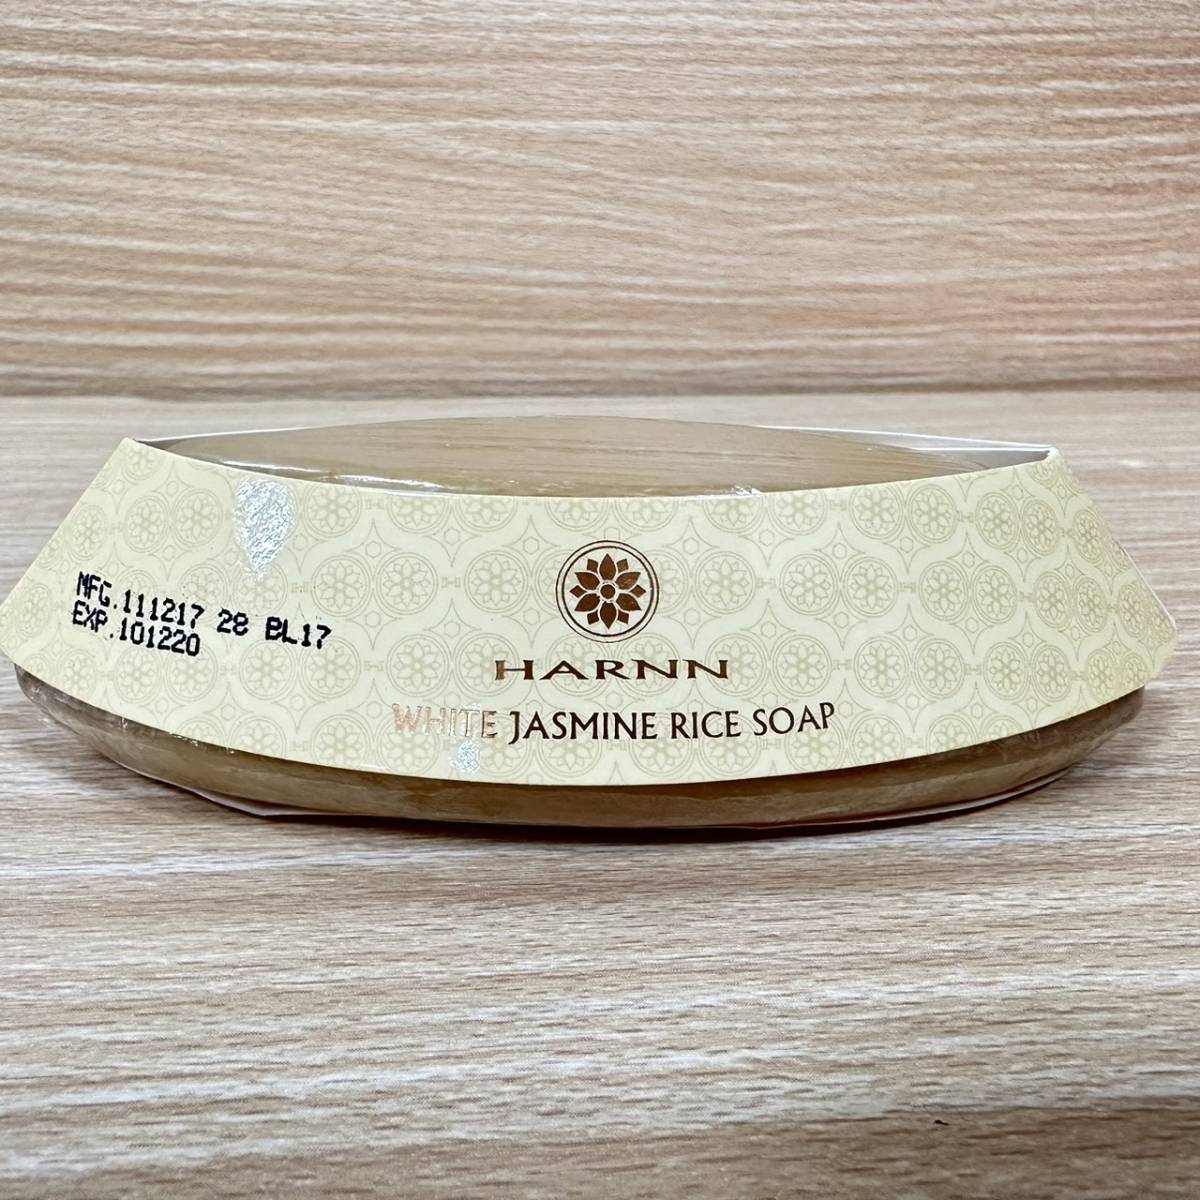 MFG.111217 28 BL17
EXP.101220
HARNN
WHITE JASMINE RICE SOAP